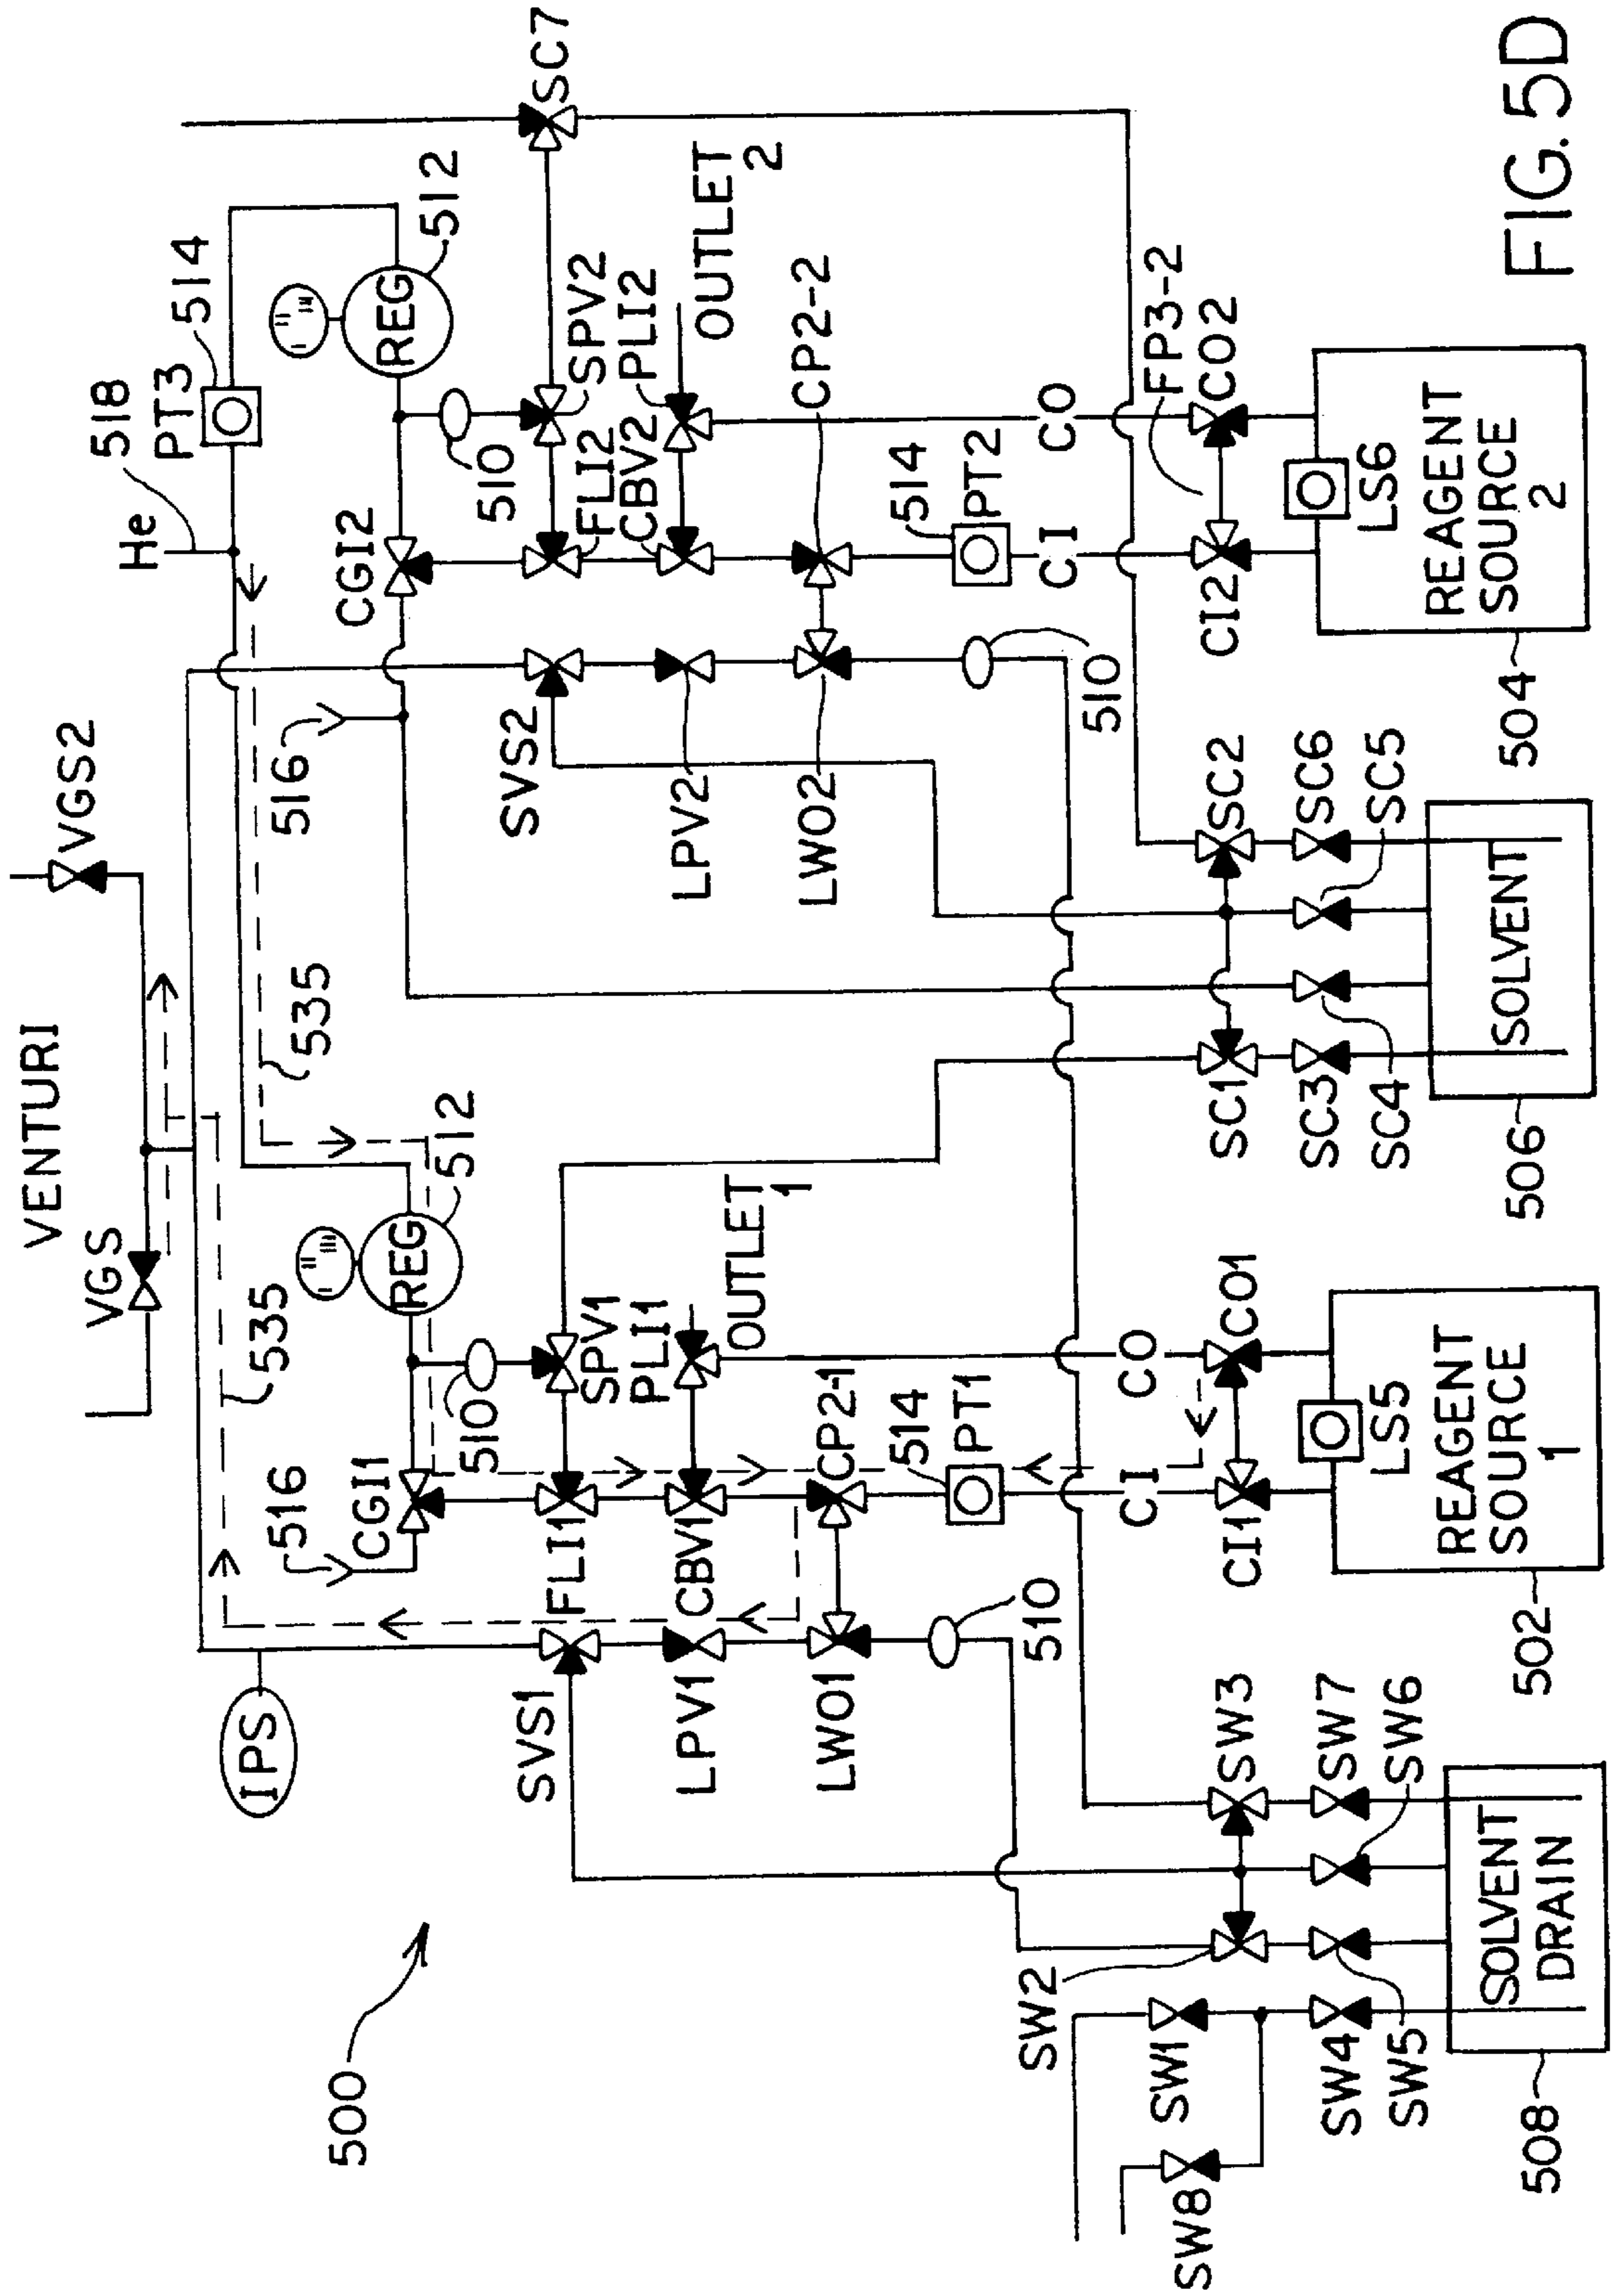 VENTURI
VGS
VGS2
He
518
PT3
514
512
REG
SC7
535
535
512
REG
516
CGI1
510
IPS
516
CGI2
510
SVS1
FLI1
SPV1
PLI1
OUTLET
1
SVS2
FLI2
CBV2
SPV2
PLI2
OUTLET
2
LPV1
CBV1
LPV2
LWO1
CP2-1
LWO2
CP2-2
510
514
PT1
510
514
PT2
CI
CO
CI
CO
FP3-2
500
SW8
SW1
SW2
SW3
CI1
CO1
SC1
SC2
CI2
CO2
SW4
SW5
SW7
SW6
LS5
SC3
SC4
SC6
SC5
LS6
SOLVENT
DRAIN
REAGENT
SOURCE
1
SOLVENT
REAGENT
SOURCE
2
508
502
506
504
FIG. 5D